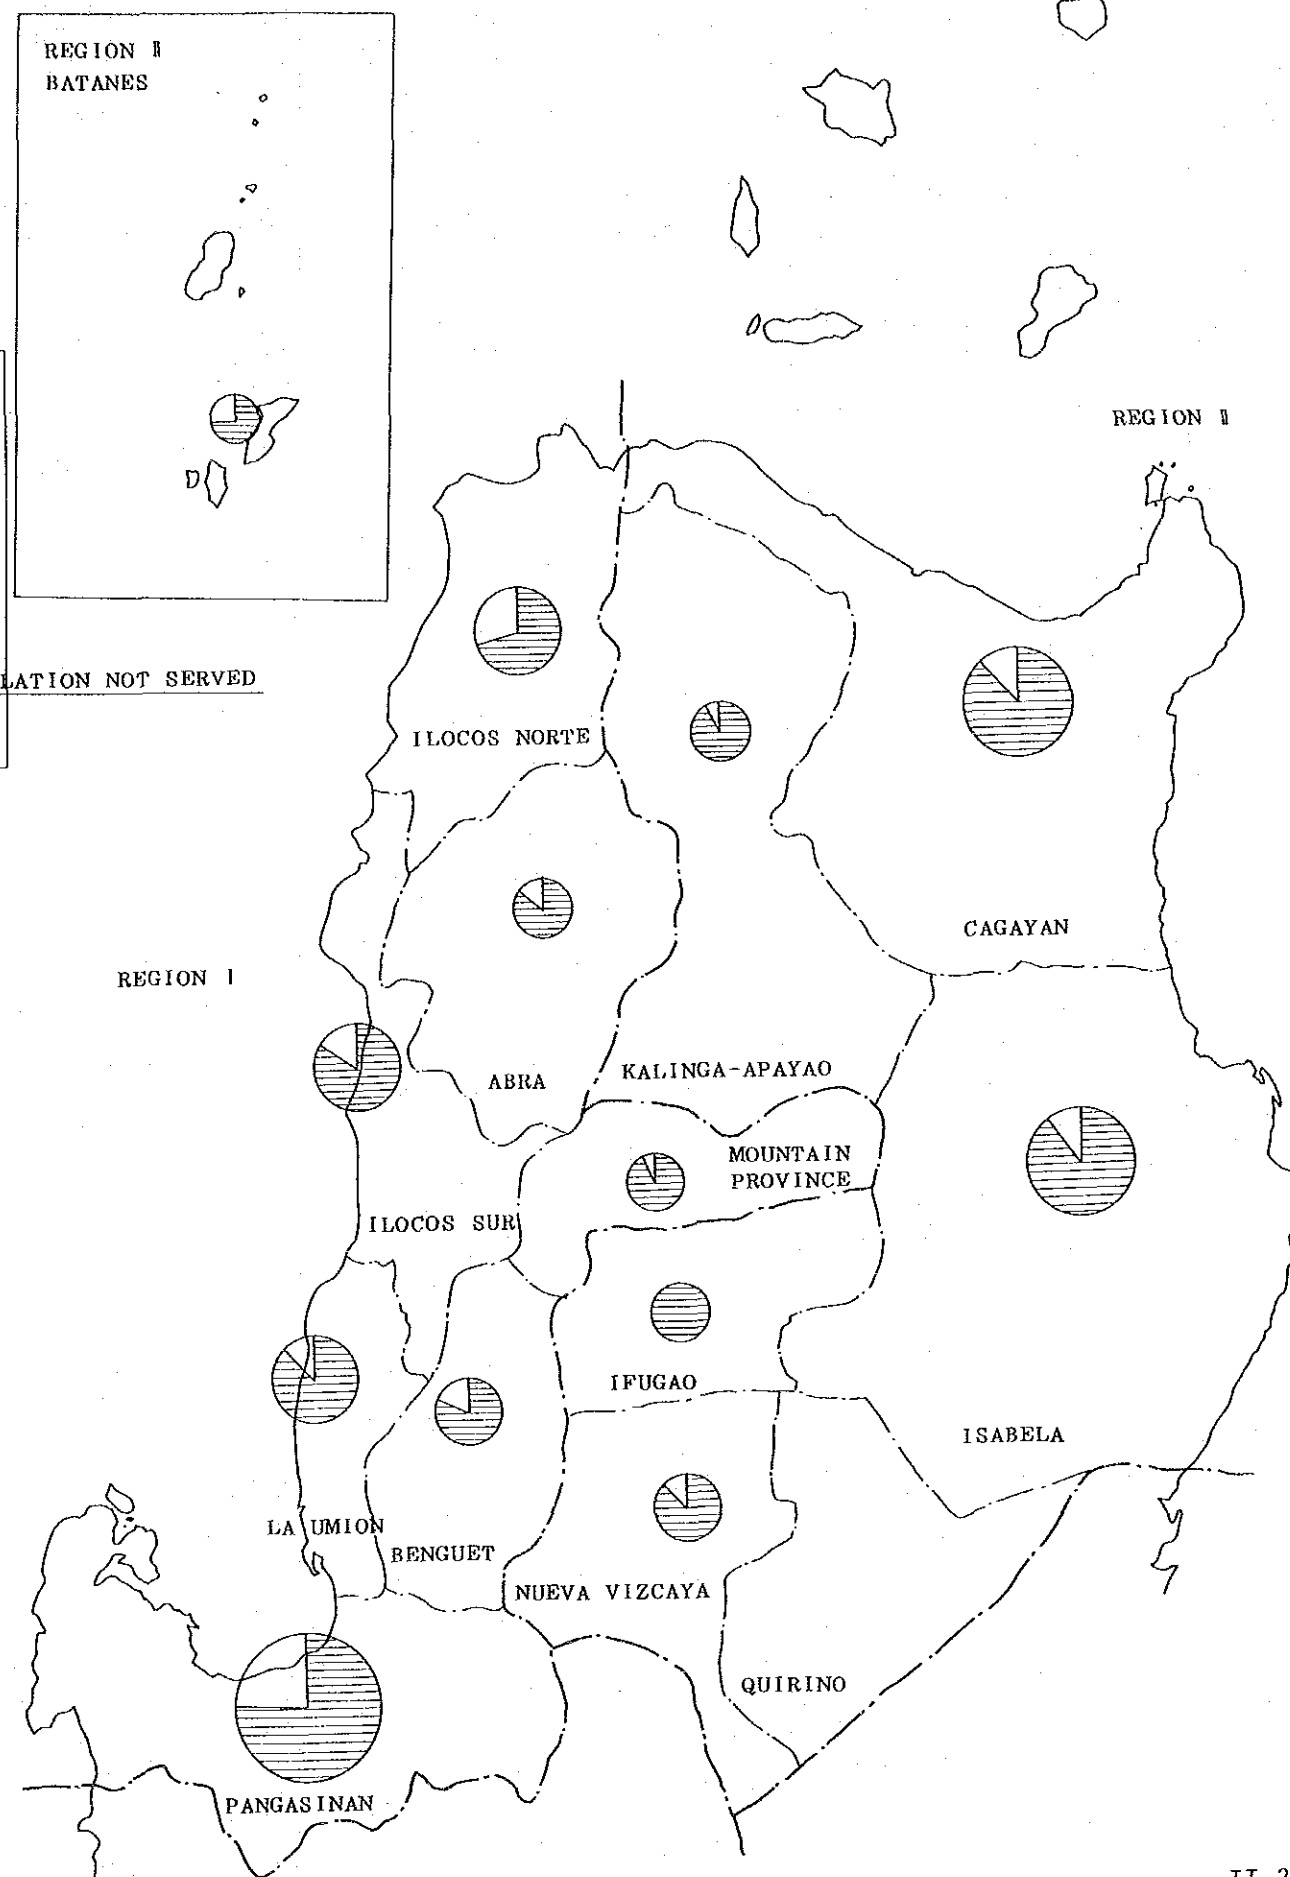 REGION II
BATANES
REGION II
LATION NOT SERVED
ILOCOS NORTE
CAGAYAN
REGION I
ABRA
KALINGA-APAYAO
MOUNTAIN
PROVINCE
ILOCOS SUR
IFUGAO
ISABELA
LA UMION
BENGUET
NUEVA VIZCAYA
QUIRINO
PANGASINAN